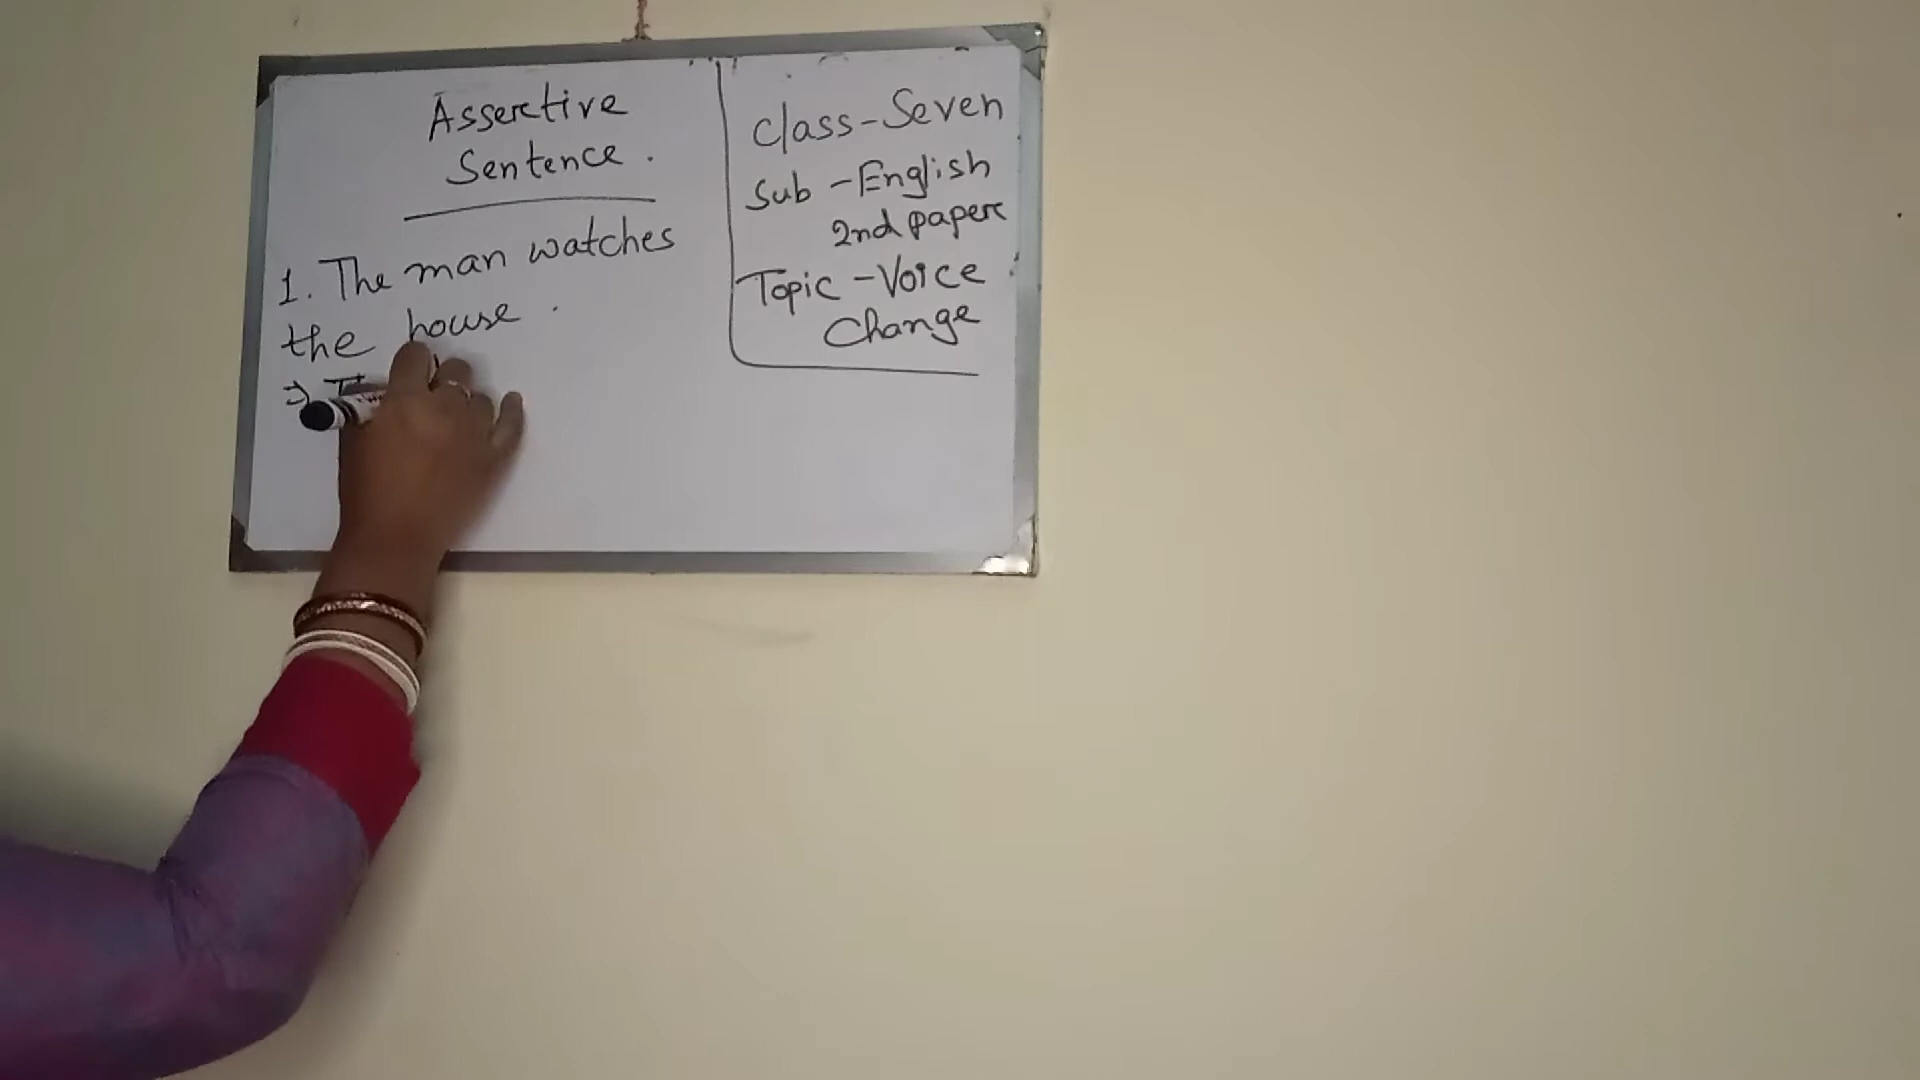 Assertive
Sentence.
1. The man watches
the house.
⇒
Class-Seven
Sub-English
2nd paper
Topic-Voice
Change